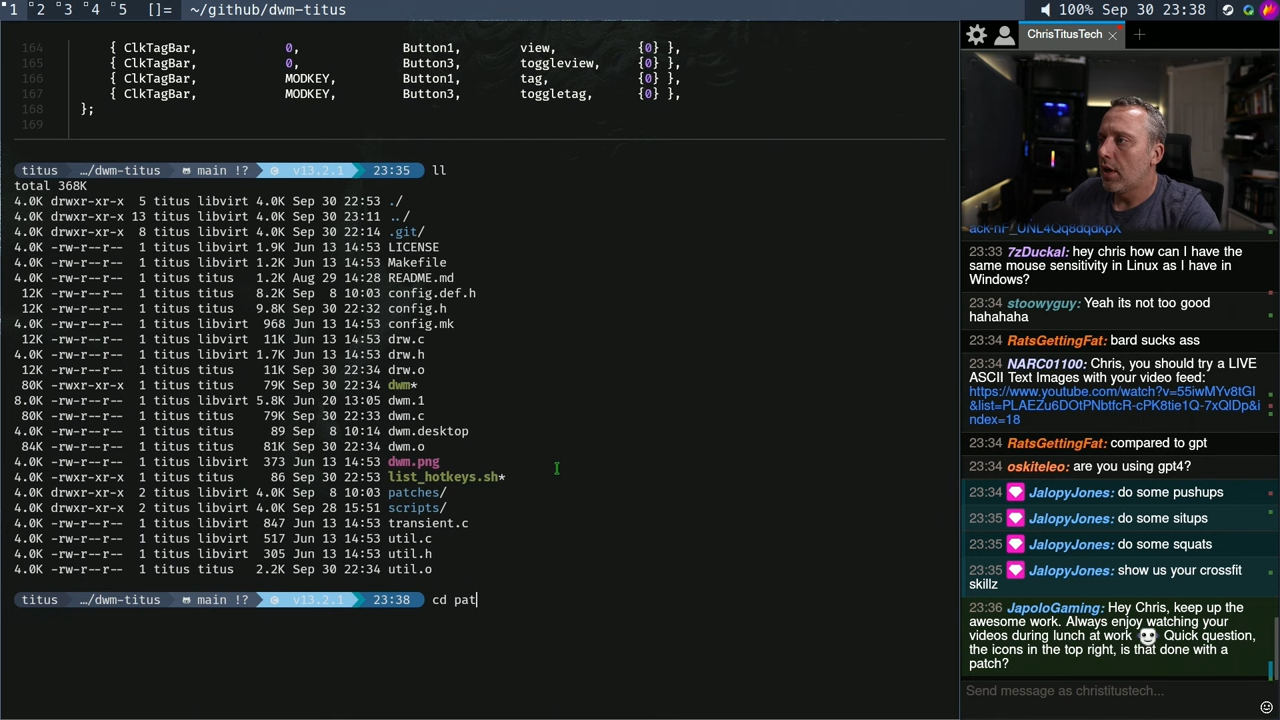 1 2 3 4 5 []= ~/github/dwm-titus 100% Sep 30 23:38
164 { ClkTagBar, 0, Button1, view, {0} },
165 { ClkTagBar, 0, Button3, toggleview, {0} },
166 { ClkTagBar, MODKEY, Button1, tag, {0} },
167 { ClkTagBar, MODKEY, Button3, toggletag, {0} },
168 };
169
titus …/dwm-titus main !? v13.2.1 23:35 ll
total 368K
4.0K drwxr-xr-x 5 titus libvirt 4.0K Sep 30 22:53 ./
4.0K drwxr-xr-x 13 titus titus 4.0K Sep 30 23:11 ../
4.0K drwxr-xr-x 8 titus libvirt 4.0K Sep 30 22:14 .git/
4.0K -rw-r--r-- 1 titus libvirt 1.9K Jun 13 14:53 LICENSE
4.0K -rw-r--r-- 1 titus libvirt 1.2K Jun 13 14:53 Makefile
4.0K -rw-r--r-- 1 titus titus 1.2K Aug 29 14:28 README.md
12K -rw-r--r-- 1 titus titus 8.2K Sep 8 10:03 config.def.h
12K -rw-r--r-- 1 titus titus 9.8K Sep 30 22:32 config.h
4.0K -rw-r--r-- 1 titus libvirt 968 Jun 13 14:53 config.mk
12K -rw-r--r-- 1 titus libvirt 11K Jun 13 14:53 drw.c
4.0K -rw-r--r-- 1 titus libvirt 1.7K Jun 13 14:53 drw.h
12K -rw-r--r-- 1 titus titus 11K Sep 30 22:34 drw.o
80K -rwxr-xr-x 1 titus titus 79K Sep 30 22:34 dwm*
8.0K -rw-r--r-- 1 titus libvirt 5.8K Jun 20 13:05 dwm.1
80K -rw-r--r-- 1 titus titus 79K Sep 30 22:33 dwm.c
4.0K -rw-r--r-- 1 titus titus 89 Sep 8 10:14 dwm.desktop
84K -rw-r--r-- 1 titus titus 81K Sep 30 22:34 dwm.o
4.0K -rw-r--r-- 1 titus libvirt 373 Jun 13 14:53 dwm.png
4.0K -rwxr-xr-x 1 titus titus 86 Sep 30 22:53 list_hotkeys.sh*
4.0K drwxr-xr-x 2 titus libvirt 4.0K Sep 8 10:03 patches/
4.0K drwxr-xr-x 2 titus libvirt 4.0K Sep 28 15:51 scripts/
4.0K -rw-r--r-- 1 titus libvirt 847 Jun 13 14:53 transient.c
4.0K -rw-r--r-- 1 titus libvirt 517 Jun 13 14:53 util.c
4.0K -rw-r--r-- 1 titus libvirt 305 Jun 13 14:53 util.h
4.0K -rw-r--r-- 1 titus titus 2.2K Sep 30 22:34 util.o
titus …/dwm-titus main !? v13.2.1 23:38 cd pat
ChrisTitusTech
23:33 7zDuckal: hey chris how can I have the
same mouse sensitivity in Linux as I have in
Windows?
23:34 stoowyguy: Yeah its not too good
hahahaha
23:34 RatsGettingFat: bard sucks ass
23:34 NARC01100: Chris, you should try a LIVE
ASCII Text Images with your video feed:
https://www.youtube.com/watch?v=55iwMYv8tGI
&list=PLAEZu6DOtPNbtfcR-cPK8tie1Q-7xQlDp&i
ndex=18
23:34 RatsGettingFat: compared to gpt
23:34 oskiteleo: are you using gpt4?
23:34 JalopyJones: do some pushups
23:35 JalopyJones: do some situps
23:35 JalopyJones: do some squats
23:35 JalopyJones: show us your crossfit
skillz
23:36 JapoloGaming: Hey Chris, keep up the
awesome work. Always enjoy watching your
videos during lunch at work Quick question,
the icons in the top right, is that done with a
patch?
Send message as christitustech...